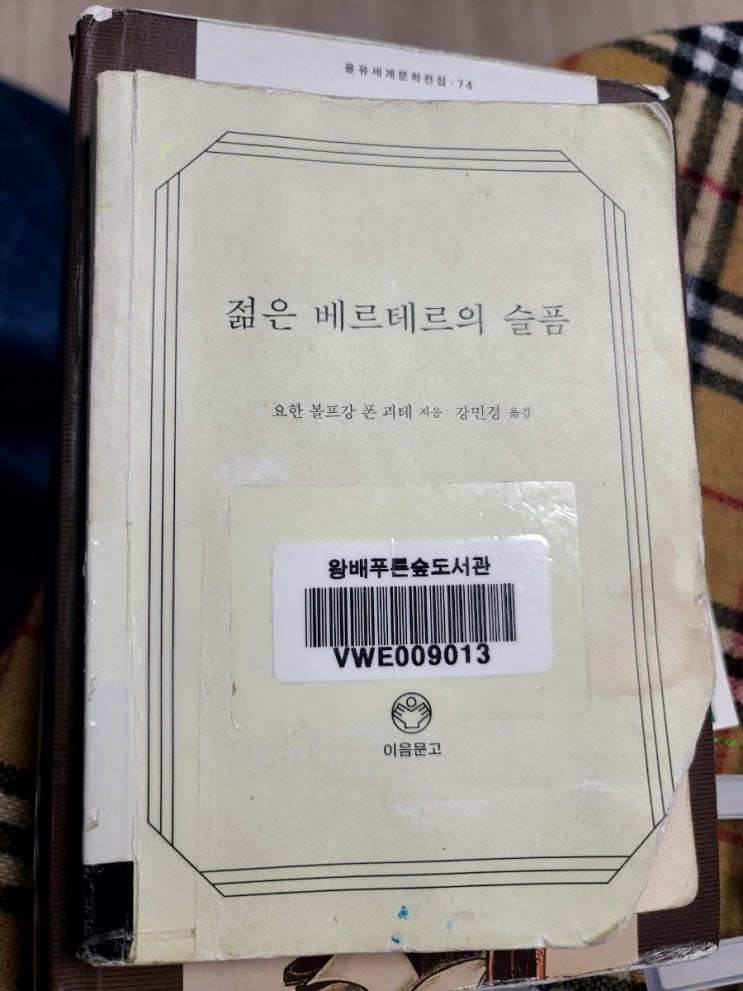 을유세계문학전집·74
젊은 베르테르의 슬픔
요한 볼프강 폰 괴테 지음 강민경 옮김
왕배푸른숲도서관
VWE009013
이음문고